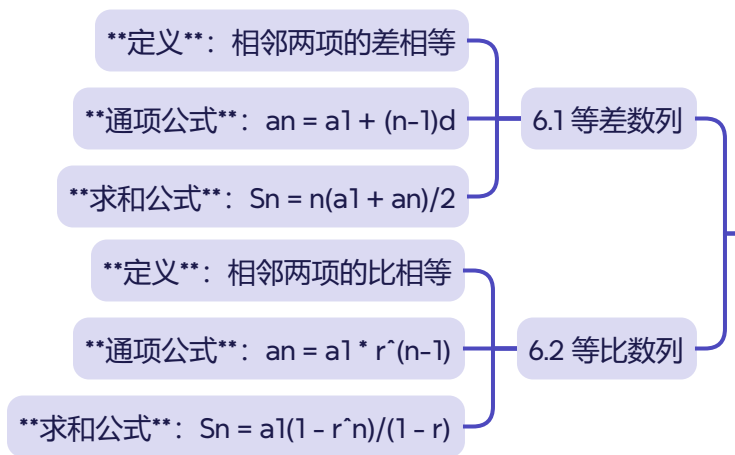 **定义**：相邻两项的差相等
**通项公式**：an = a1 + (n-1)d
6.1 等差数列
**求和公式**：Sn = n(a1 + an)/2
**定义**：相邻两项的比相等
**通项公式**：an = a1 * r^(n-1)
6.2 等比数列
**求和公式**：Sn = a1(1 - r^n)/(1 - r)